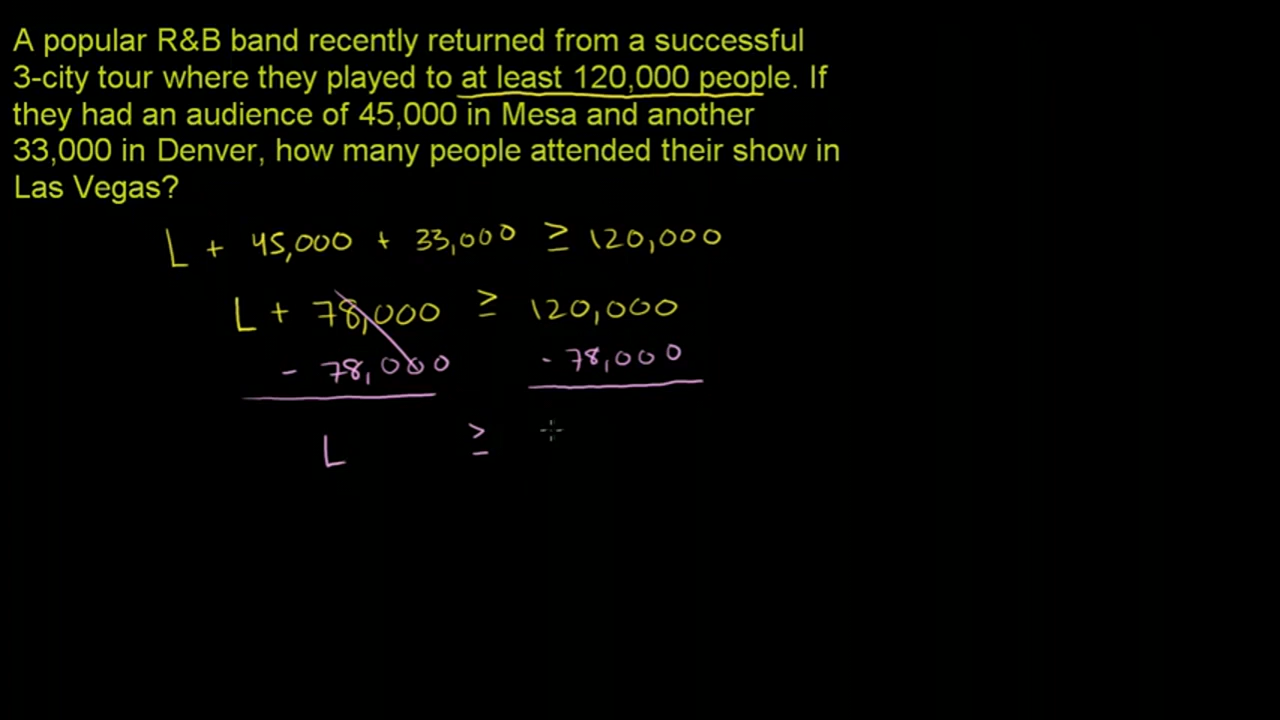 A popular R&B band recently returned from a successful
3-city tour where they played to at least 120,000 people. If
they had an audience of 45,000 in Mesa and another
33,000 in Denver, how many people attended their show in
Las Vegas?
L + 45,000 + 33,000 ≥ 120,000
L + 78,000 ≥ 120,000
- 78,000 - 78,000
L ≥